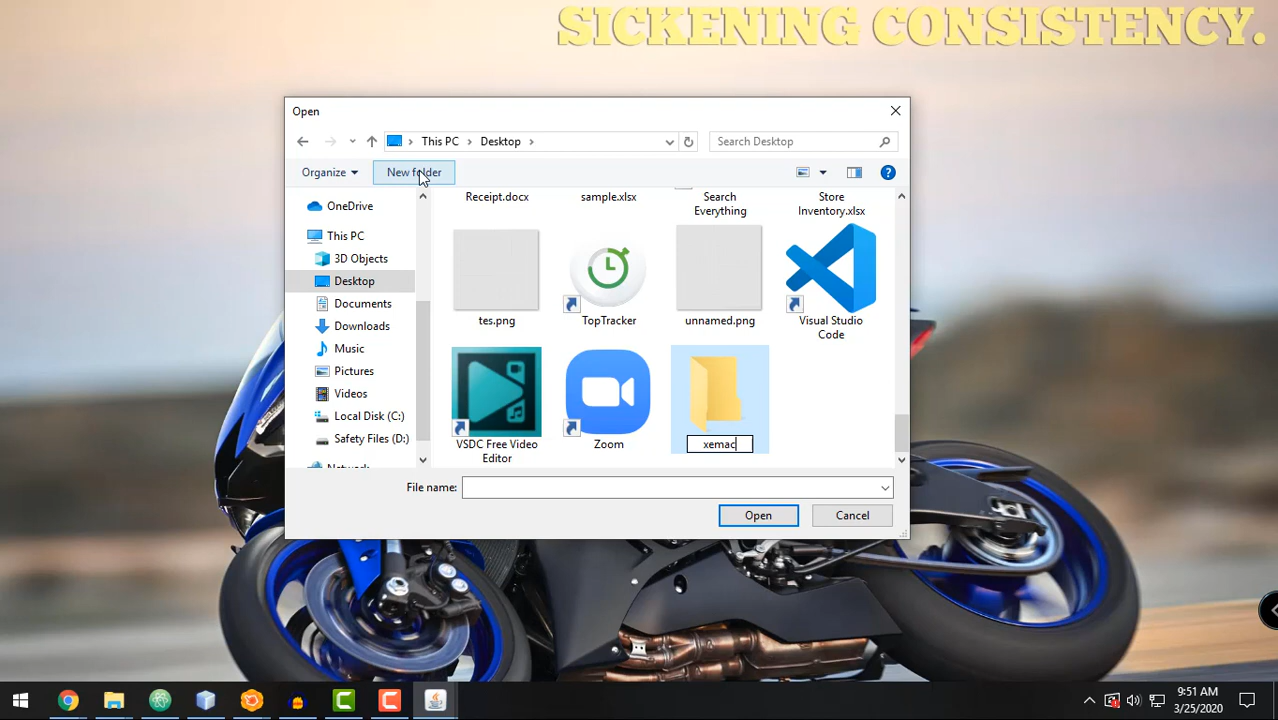 SICKENING CONSISTENCY.
Open
This PC
Desktop
Search Desktop
Organize
New folder
OneDrive
This PC
3D Objects
Desktop
Documents
Downloads
Music
Pictures
Videos
Local Disk (C:)
Safety Files (D:)
Network
Receipt.docx
sample.xlsx
Search
Everything
Store
Inventory.xlsx
tes.png
TopTracker
unnamed.png
Visual Studio
Code
VSDC Free Video
Editor
Zoom
xemac
File name:
Open
Cancel
9:51 AM
3/25/2020